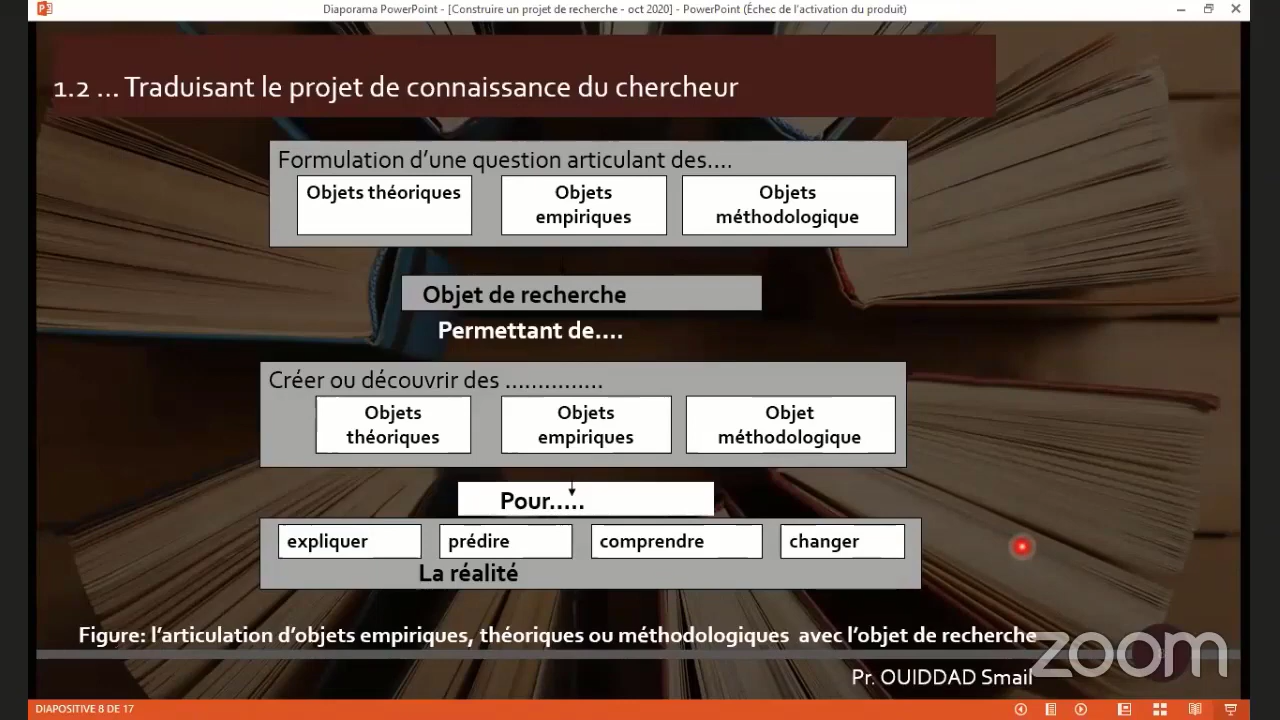 Diaporama PowerPoint - [Construire un projet de recherche - oct 2020] - PowerPoint (Échec de l'activation du produit)
1.2 ... Traduisant le projet de connaissance du chercheur
Formulation d'une question articulant des....
Objets théoriques
Objets
empiriques
Objets
méthodologique
Objet de recherche
Permettant de....
Créer ou découvrir des ...............
Objets
théoriques
Objets
empiriques
Objet
méthodologique
Pour.....
expliquer
prédire
comprendre
changer
La réalité
Figure: l'articulation d'objets empiriques, théoriques ou méthodologiques avec l'objet de recherche
zoom
Pr. OUIDDAD Smail
DIAPOSITIVE 8 DE 17